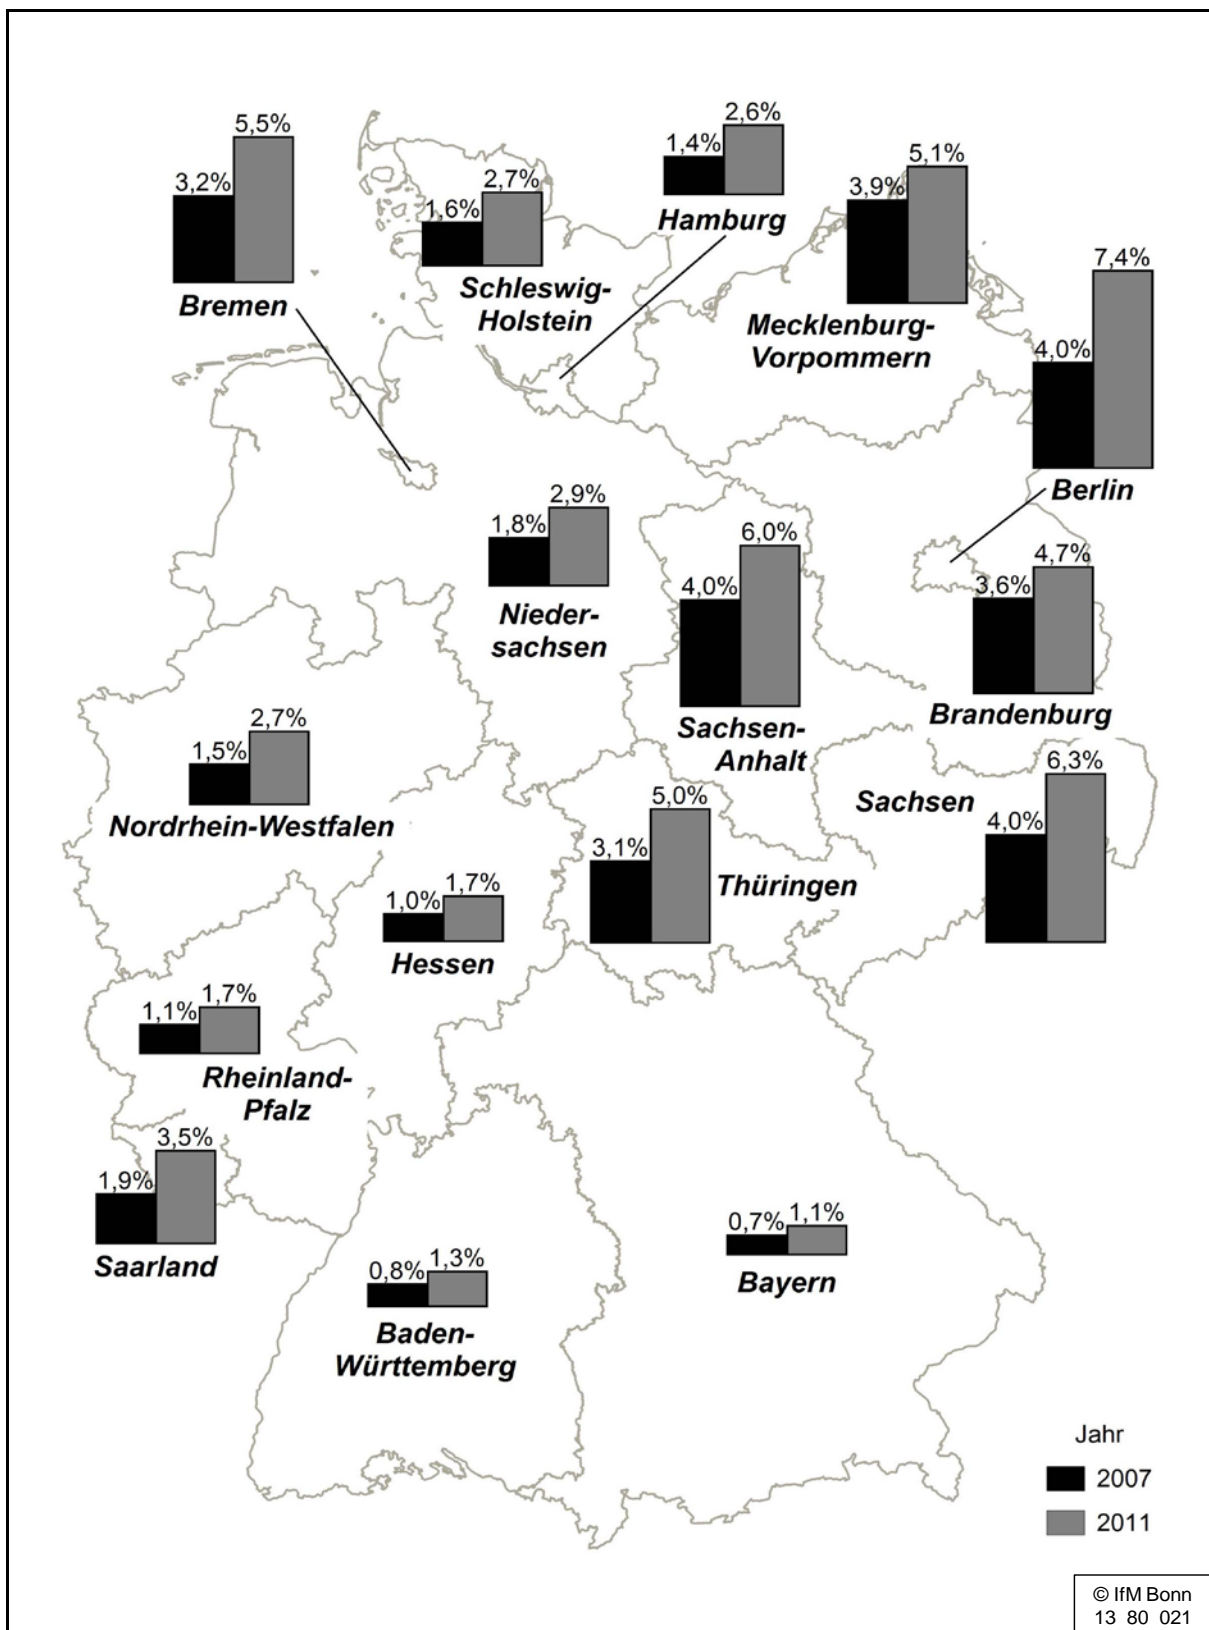 5,5%
3,2%
Bremen
2,7%
1,6%
Schleswig-
Holstein
2,6%
1,4%
Hamburg
5,1%
3,9%
Mecklenburg-
Vorpommern
7,4%
4,0%
Berlin
2,9%
1,8%
Nieder-
sachsen
6,0%
4,0%
Sachsen-
Anhalt
4,7%
3,6%
Brandenburg
2,7%
1,5%
Nordrhein-Westfalen
5,0%
3,1%
Thüringen
6,3%
4,0%
Sachsen
1,7%
1,0%
Hessen
1,7%
1,1%
Rheinland-
Pfalz
3,5%
1,9%
Saarland
1,3%
0,8%
Baden-
Württemberg
1,1%
0,7%
Bayern
Jahr
2007
2011
© IfM Bonn
13 80 021